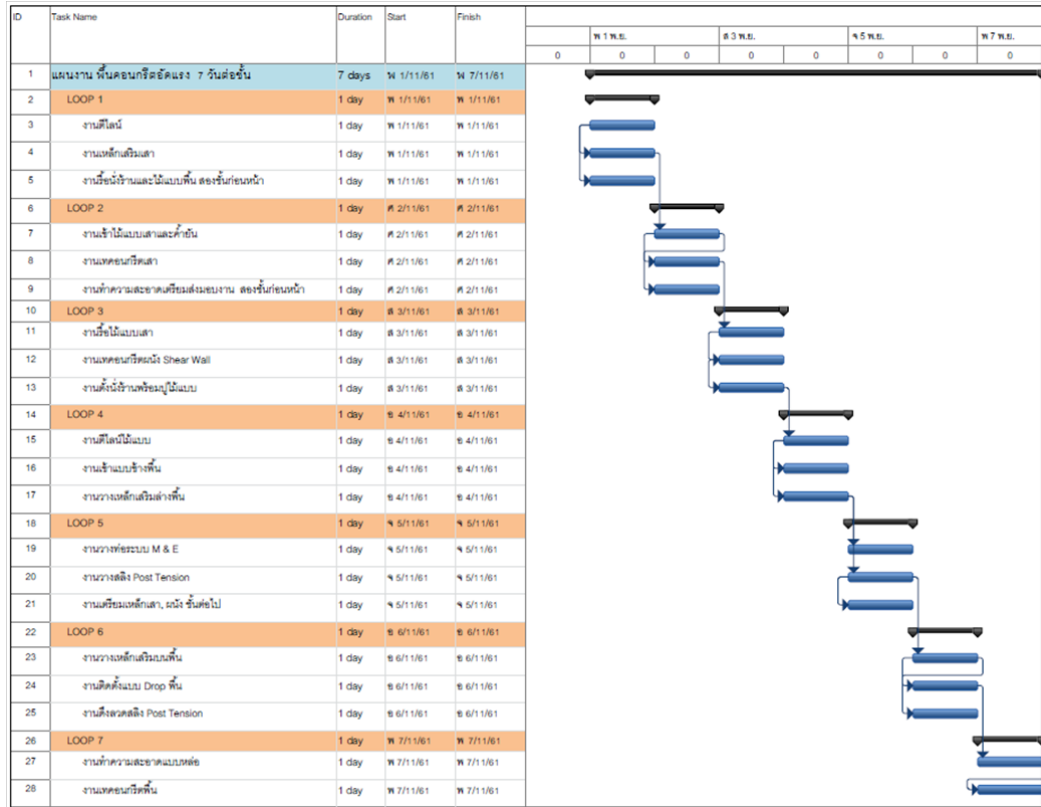 ID Task Name Duration Start Finish
พ 1 พ.ย. ส 3 พ.ย. จ 5 พ.ย. พ 7 พ.ย.
0 0 0 0 0 0 0 0
1 แผนงาน พื้นคอนกรีตอัดแรง 7 วันต่อชั้น 7 days พ 1/11/61 พ 7/11/61
2 LOOP 1 1 day พ 1/11/61 พ 1/11/61
3 งานตีไลน์ 1 day พ 1/11/61 พ 1/11/61
4 งานเหล็กเสริมเสา 1 day พ 1/11/61 พ 1/11/61
5 งานรื้อนั่งร้านและไม้แบบพื้น สองชั้นก่อนหน้า 1 day พ 1/11/61 พ 1/11/61
6 LOOP 2 1 day ศ 2/11/61 ศ 2/11/61
7 งานเข้าไม้แบบเสาและค้ำยัน 1 day ศ 2/11/61 ศ 2/11/61
8 งานเทคอนกรีตเสา 1 day ศ 2/11/61 ศ 2/11/61
9 งานทำความสะอาดเตรียมส่งมอบงาน สองชั้นก่อนหน้า 1 day ศ 2/11/61 ศ 2/11/61
10 LOOP 3 1 day ส 3/11/61 ส 3/11/61
11 งานรื้อไม้แบบเสา 1 day ส 3/11/61 ส 3/11/61
12 งานเทคอนกรีตผนัง Shear Wall 1 day ส 3/11/61 ส 3/11/61
13 งานตั้งนั่งร้านพร้อมปูไม้แบบ 1 day ส 3/11/61 ส 3/11/61
14 LOOP 4 1 day อ 4/11/61 อ 4/11/61
15 งานตีไลน์ไม้แบบ 1 day อ 4/11/61 อ 4/11/61
16 งานเข้าแบบข้างพื้น 1 day อ 4/11/61 อ 4/11/61
17 งานวางเหล็กเสริมล่างพื้น 1 day อ 4/11/61 อ 4/11/61
18 LOOP 5 1 day จ 5/11/61 จ 5/11/61
19 งานวางท่อระบบ M & E 1 day จ 5/11/61 จ 5/11/61
20 งานวางสลิง Post Tension 1 day จ 5/11/61 จ 5/11/61
21 งานเตรียมเหล็กเสา, ผนัง ชั้นต่อไป 1 day จ 5/11/61 จ 5/11/61
22 LOOP 6 1 day อ 6/11/61 อ 6/11/61
23 งานวางเหล็กเสริมบนพื้น 1 day อ 6/11/61 อ 6/11/61
24 งานติดตั้งแบบ Drop พื้น 1 day อ 6/11/61 อ 6/11/61
25 งานดึงลวดสลิง Post Tension 1 day อ 6/11/61 อ 6/11/61
26 LOOP 7 1 day พ 7/11/61 พ 7/11/61
27 งานทำความสะอาดแบบหล่อ 1 day พ 7/11/61 พ 7/11/61
28 งานเทคอนกรีตพื้น 1 day พ 7/11/61 พ 7/11/61